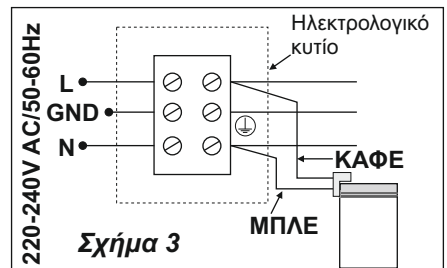 220-240V AC/50-60Hz
Ηλεκτρολογικό
κυτίο
L
GND
N
ΚΑΦΕ
ΜΠΛΕ
Σχήμα 3